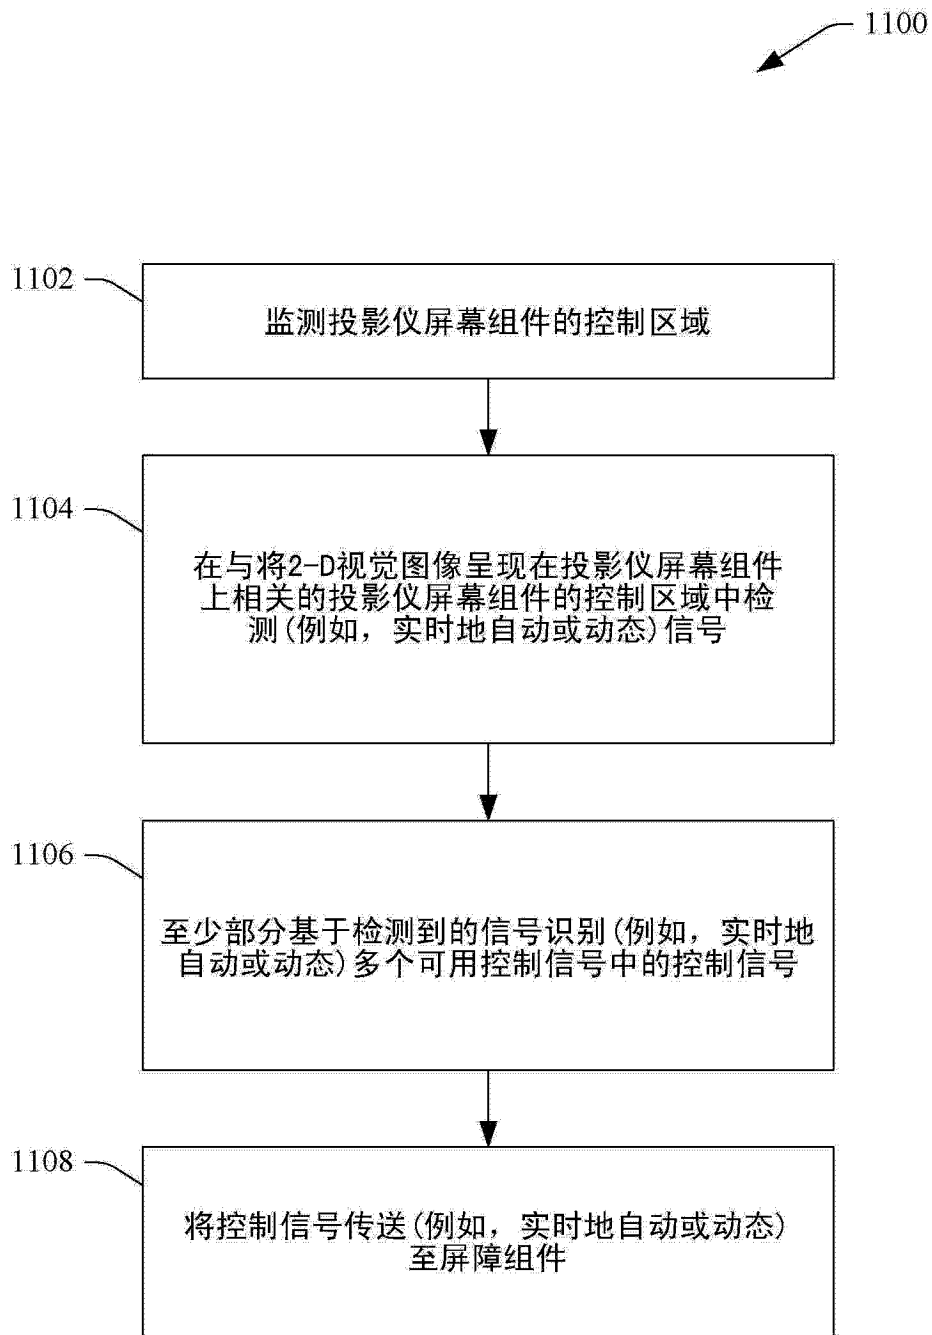 1100
1102
监测投影仪屏幕组件的控制区域
1104
在与将2-D视觉图像呈现在投影仪屏幕组件
上相关的投影仪屏幕组件的控制区域中检
测(例如，实时地自动或动态)信号
1106
至少部分基于检测到的信号识别(例如，实时地
自动或动态)多个可用控制信号中的控制信号
1108
将控制信号传送(例如，实时地自动或动态)
至屏障组件